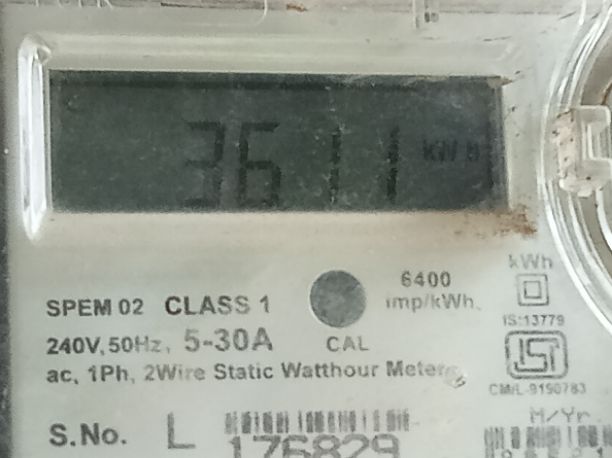 3611 kWh
kWh
6400
imp/kWh.
SPEM 02 CLASS 1
IS:13779
240V, 50Hz, 5-30A
CAL
ac, 1Ph, 2Wire Static Watthour Meter
CM/L-9190783
M/Yr.
S.No. L 176829